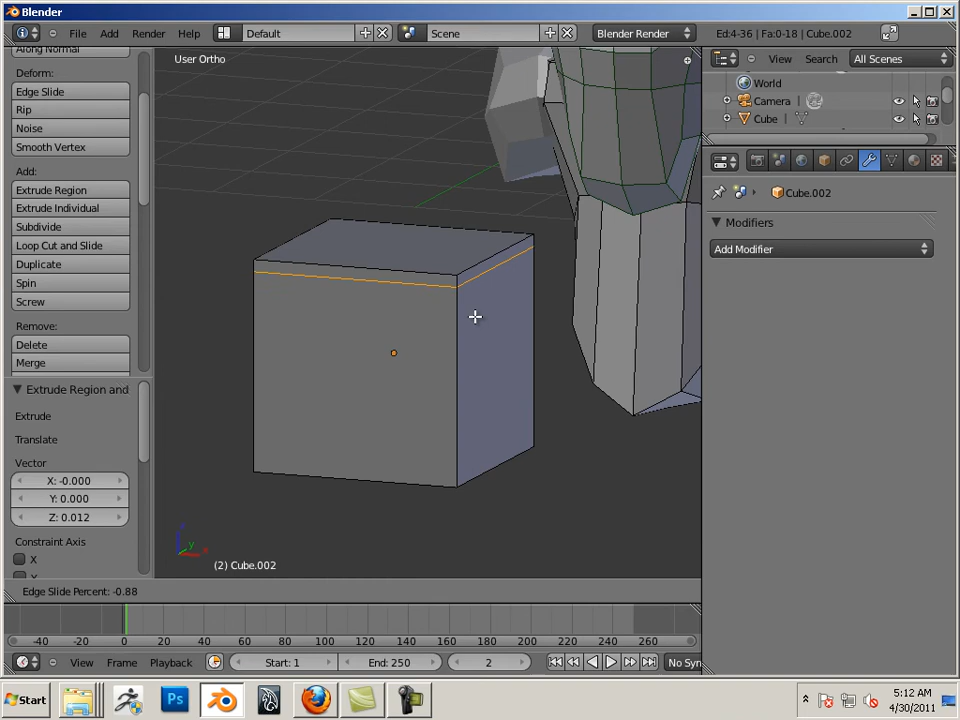 Blender
File Add Render Help Default Scene Blender Render Ed:4-36 | Fa:0-18 | Cube.002
Along Normal
Deform:
Edge Slide
Rip
Noise
Smooth Vertex
Add:
Extrude Region
Extrude Individual
Subdivide
Loop Cut and Slide
Duplicate
Spin
Screw
Remove:
Delete
Merge
Extrude Region and
Extrude
Translate
Vector
X: -0.000
Y: 0.000
Z: 0.012
Constraint Axis
X
User Ortho
(2) Cube.002
Edge Slide Percent: -0.88
View Search All Scenes
World
Camera
Cube
Cube.002
Modifiers
Add Modifier
-40 -20 0 20 40 60 80 100 120 140 160 180 200 220 240 260
View Frame Playback Start: 1 End: 250 2 No Syn
Start Ps 5:12 AM
4/30/2011